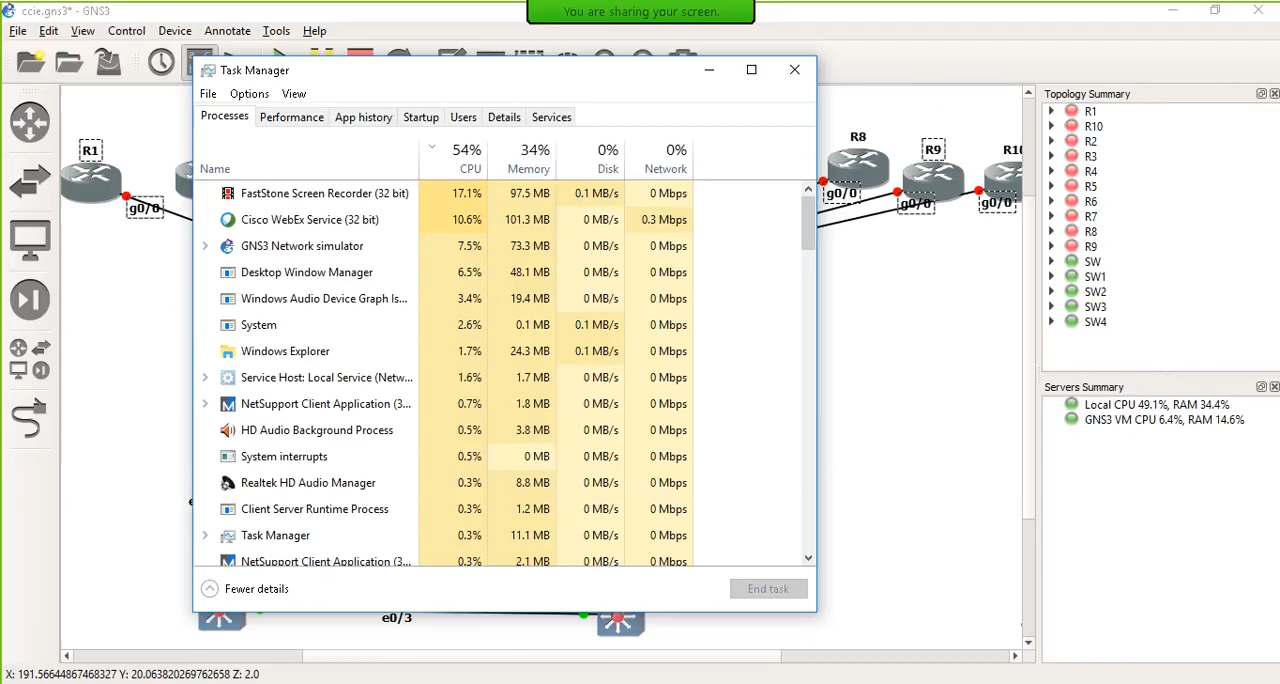 ccie.gns3* - GNS3
You are sharing your screen.
File Edit View Control Device Annotate Tools Help
Task Manager
File Options View
Processes Performance App history Startup Users Details Services
54% 34% 0% 0%
Name CPU Memory Disk Network
FastStone Screen Recorder (32 bit) 17.1% 97.5 MB 0.1 MB/s 0 Mbps
Cisco WebEx Service (32 bit) 10.6% 101.3 MB 0 MB/s 0.3 Mbps
GNS3 Network simulator 7.5% 73.3 MB 0 MB/s 0 Mbps
Desktop Window Manager 6.5% 48.1 MB 0 MB/s 0 Mbps
Windows Audio Device Graph Is... 3.4% 19.4 MB 0 MB/s 0 Mbps
System 2.6% 0.1 MB 0.1 MB/s 0 Mbps
Windows Explorer 1.7% 24.3 MB 0.1 MB/s 0 Mbps
Service Host: Local Service (Netw... 1.6% 1.7 MB 0 MB/s 0 Mbps
NetSupport Client Application (3... 0.7% 1.8 MB 0 MB/s 0 Mbps
HD Audio Background Process 0.5% 3.8 MB 0 MB/s 0 Mbps
System interrupts 0.5% 0 MB 0 MB/s 0 Mbps
Realtek HD Audio Manager 0.3% 8.8 MB 0 MB/s 0 Mbps
Client Server Runtime Process 0.3% 1.2 MB 0 MB/s 0 Mbps
Task Manager 0.3% 11.1 MB 0 MB/s 0 Mbps
NetSupport Client Application (3... 0.3% 2.1 MB 0 MB/s 0 Mbps
Fewer details End task
R1
g0/0
R8
g0/0
R9
g0/0
R10
g0/0
e0/3
Topology Summary
R1
R10
R2
R3
R4
R5
R6
R7
R8
R9
SW
SW1
SW2
SW3
SW4
Servers Summary
Local CPU 49.1%, RAM 34.4%
GNS3 VM CPU 6.4%, RAM 14.6%
X: 191.56644867468327 Y: 20.063820269762658 Z: 2.0